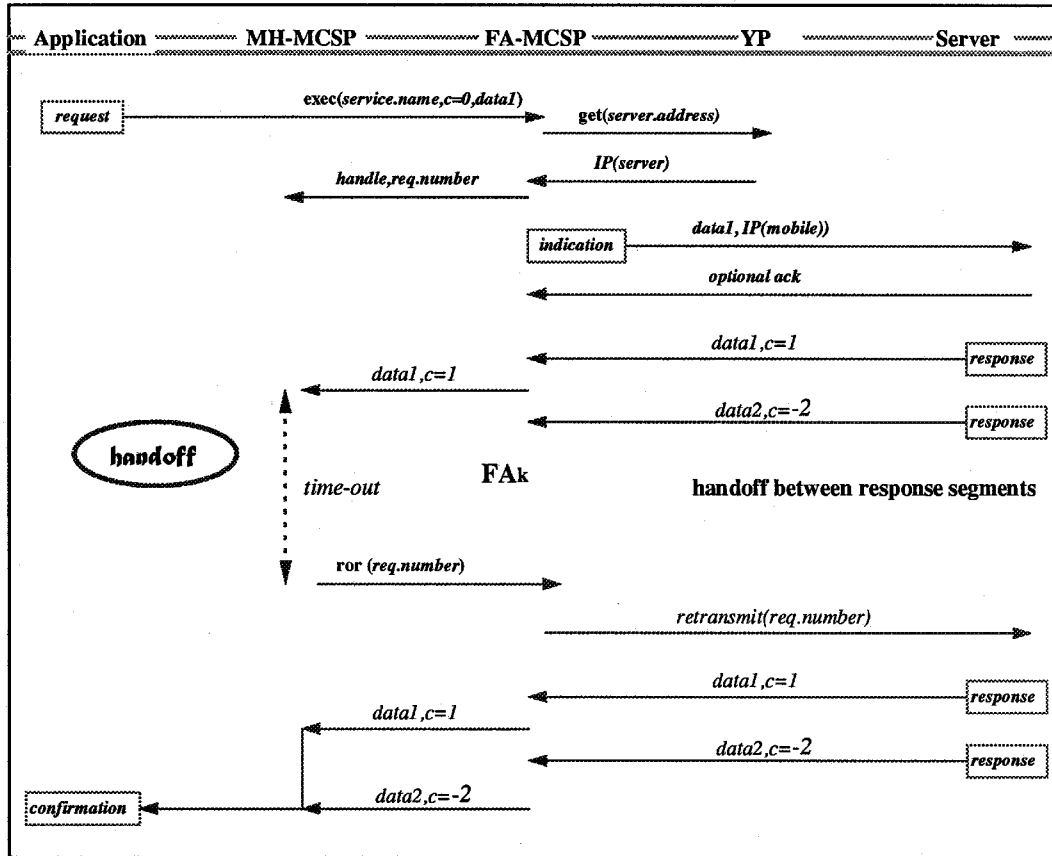 Application MH-MCSP FA-MCSP YP Server
exec(service.name,c=0,data1)
request
get(server.address)
IP(server)
handle,req.number
indication
data1, IP(mobile))
optional ack
data1,c=1
response
data1,c=1
data2,c=-2
response
handoff
time-out
FAk
handoff between response segments
ror (req.number)
retransmit(req.number)
data1,c=1
response
data1,c=1
data2,c=-2
response
confirmation
data2,c=-2